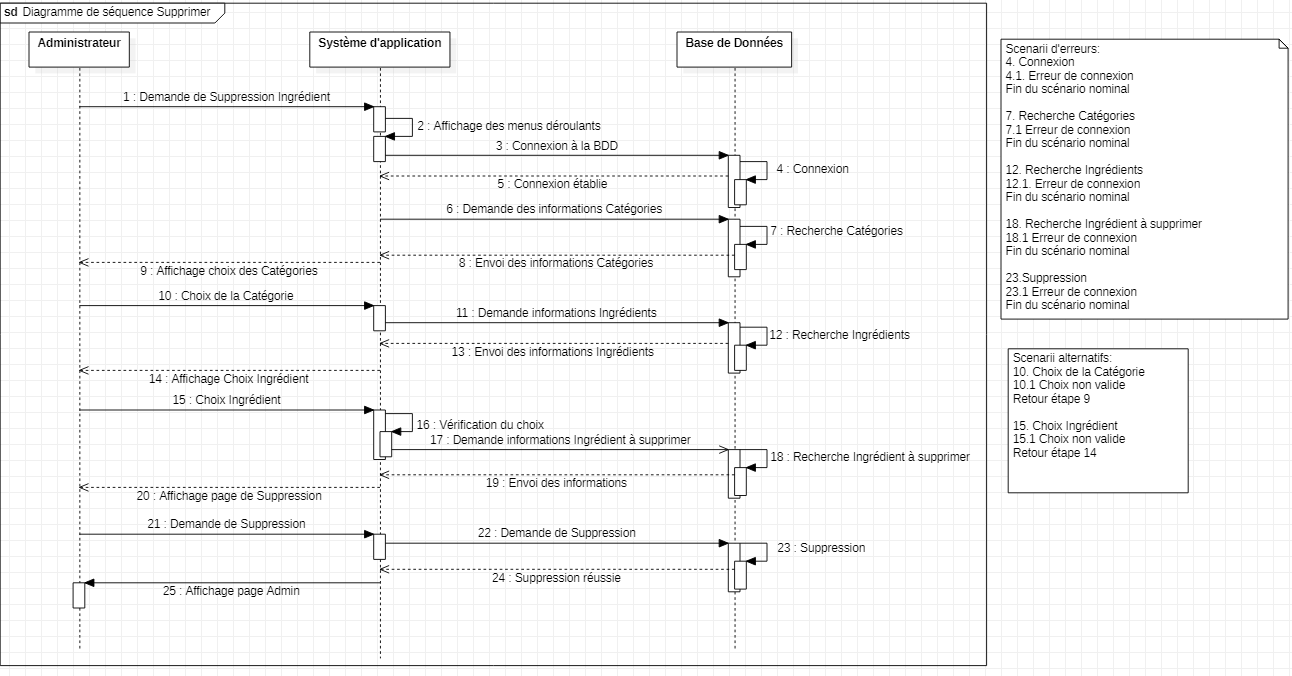 sd Diagramme de séquence Supprimer
Administrateur
Système d'application
Base de Données
1 : Demande de Suppression Ingrédient
2 : Affichage des menus déroulants
3 : Connexion à la BDD
4 : Connexion
5 : Connexion établie
6 : Demande des informations Catégories
7 : Recherche Catégories
8 : Envoi des informations Catégories
9 : Affichage choix des Catégories
10 : Choix de la Catégorie
11 : Demande informations Ingrédients
12 : Recherche Ingrédients
13 : Envoi des informations Ingrédients
14 : Affichage Choix Ingrédient
15 : Choix Ingrédient
16 : Vérification du choix
17 : Demande informations Ingrédient à supprimer
18 : Recherche Ingrédient à supprimer
19 : Envoi des informations
20 : Affichage page de Suppression
21 : Demande de Suppression
22 : Demande de Suppression
23 : Suppression
24 : Suppression réussie
25 : Affichage page Admin
Scenarii d'erreurs:
4. Connexion
4.1. Erreur de connexion
Fin du scénario nominal
7. Recherche Catégories
7.1 Erreur de connexion
Fin du scénario nominal
12. Recherche Ingrédients
12.1. Erreur de connexion
Fin du scénario nominal
18. Recherche Ingrédient à supprimer
18.1 Erreur de connexion
Fin du scénario nominal
23.Suppression
23.1 Erreur de connexion
Fin du scénario nominal
Scenarii alternatifs:
10. Choix de la Catégorie
10.1 Choix non valide
Retour étape 9
15. Choix Ingrédient
15.1 Choix non valide
Retour étape 14